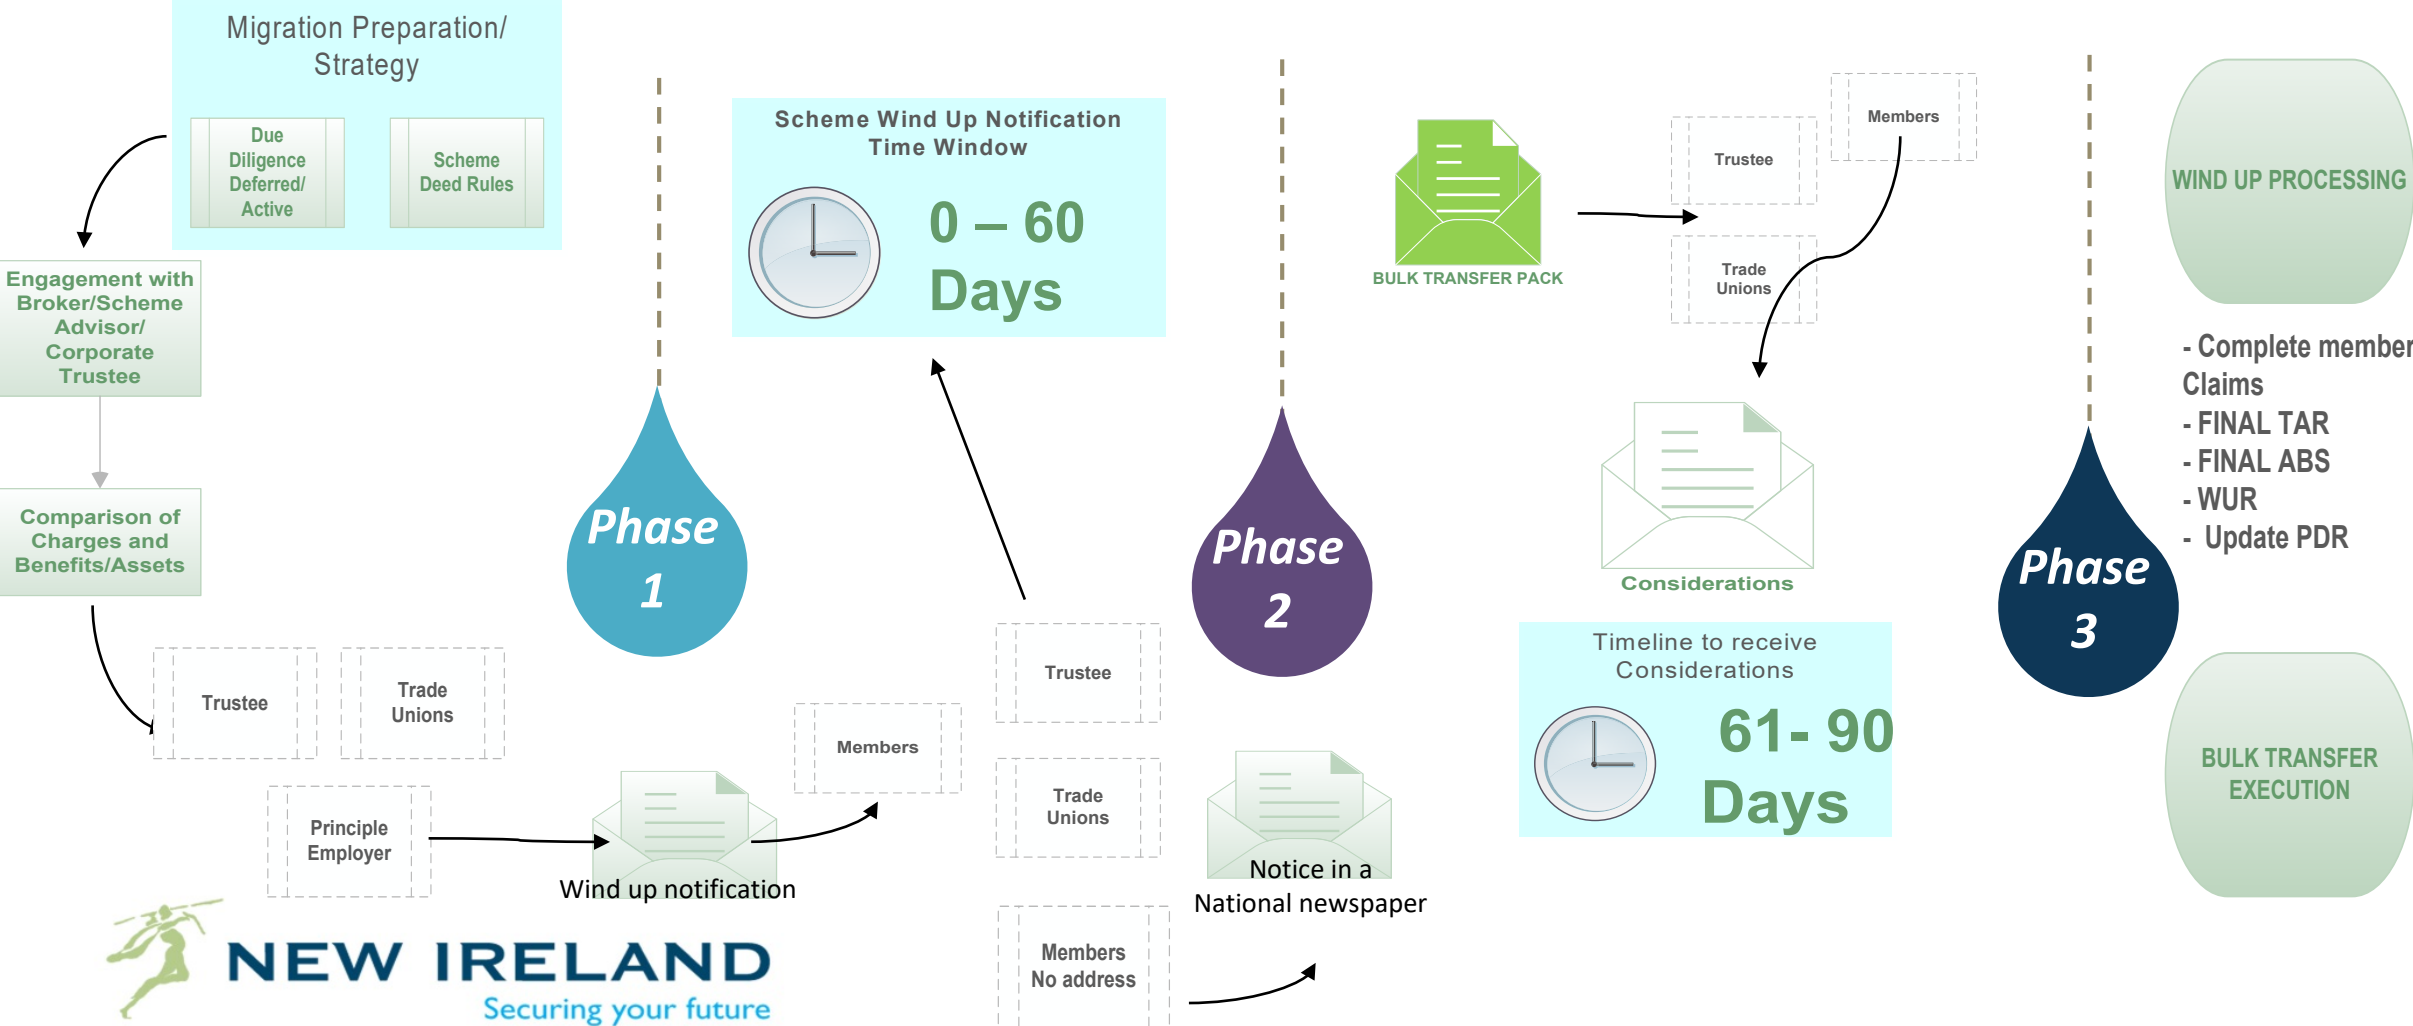 Migration Preparation/
Strategy
Due
Diligence
Deferred/
Active
Scheme
Deed Rules
Engagement with
Broker/Scheme
Advisor/
Corporate
Trustee
Comparison of
Charges and
Benefits/Assets
Trustee
Trade
Unions
Principle
Employer
Phase
1
Scheme Wind Up Notification
Time Window
0 – 60
Days
Wind up notification
Members
Trustee
Trade
Unions
Members
No address
Notice in a
National newspaper
Phase
2
BULK TRANSFER PACK
Trustee
Members
Trade
Unions
Considerations
Timeline to receive
Considerations
61- 90
Days
Phase
3
WIND UP PROCESSING
- Complete member
Claims
- FINAL TAR
- FINAL ABS
- WUR
- Update PDR
BULK TRANSFER
EXECUTION
NEW IRELAND
Securing your future